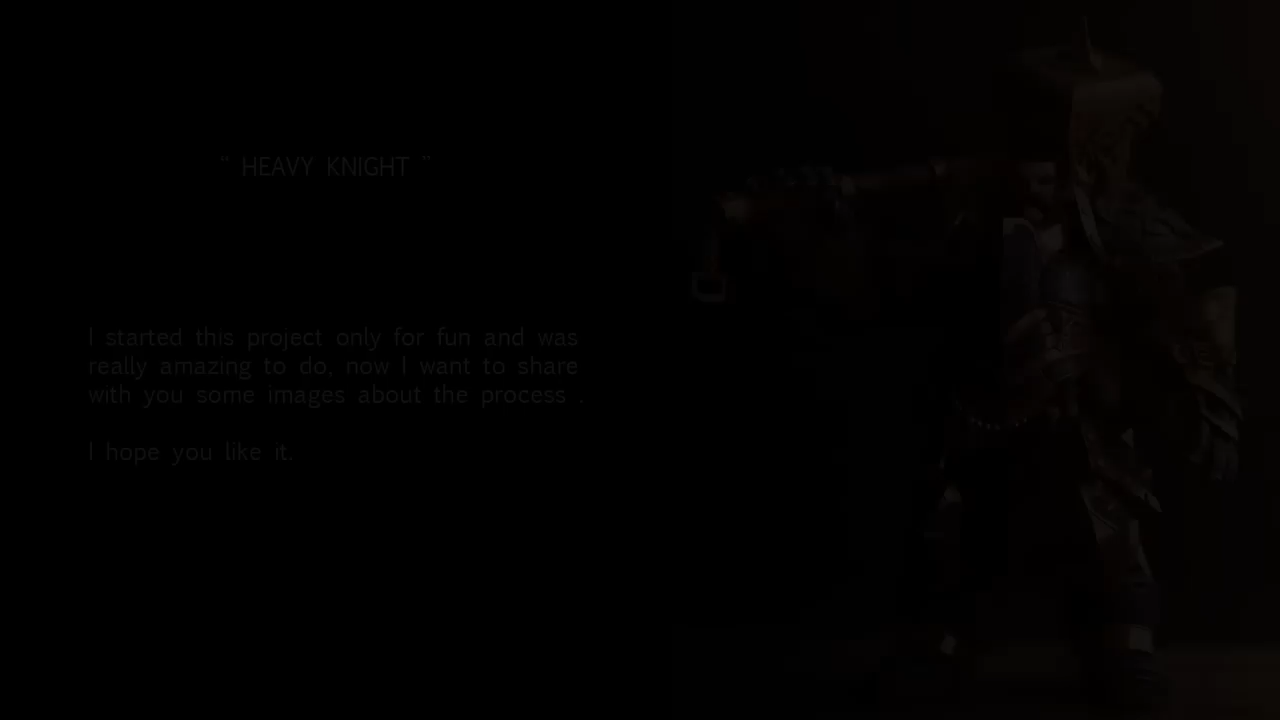 “ HEAVY KNIGHT ”
I started this project only for fun and was
really amazing to do, now I want to share
with you some images about the process .
I hope you like it.